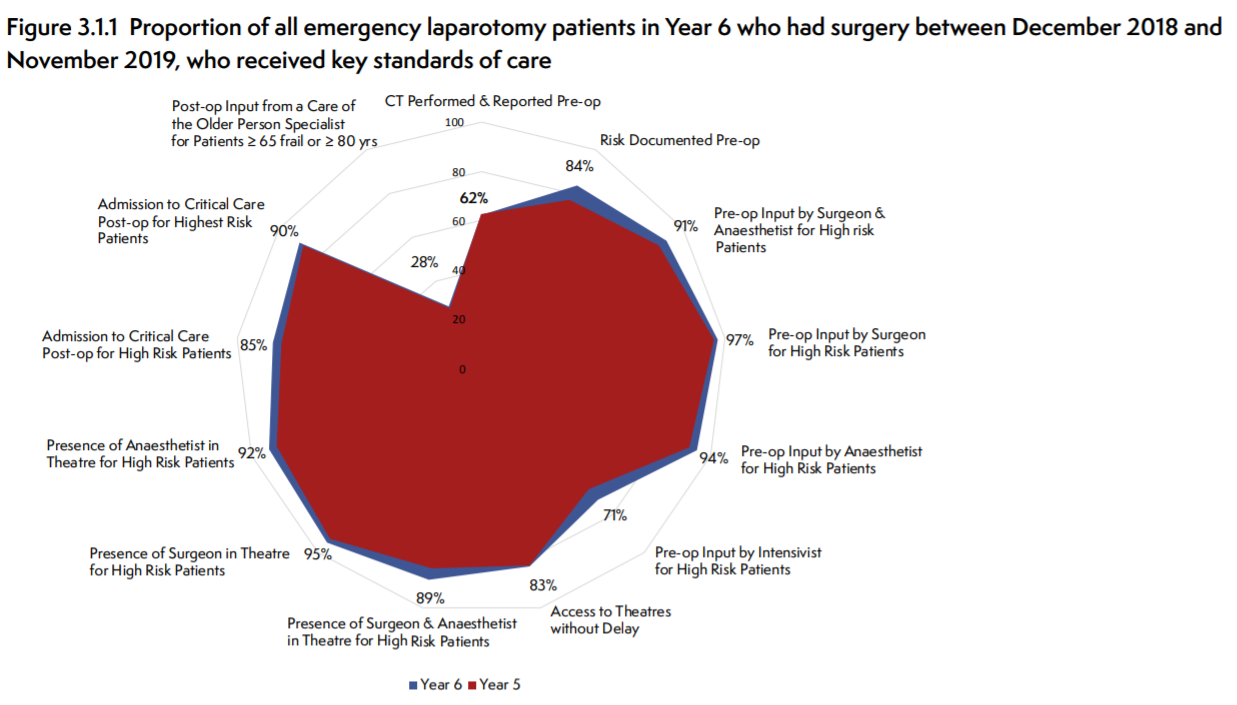 Figure 3.1.1 Proportion of all emergency laparotomy patients in Year 6 who had surgery between December 2018 and
November 2019, who received key standards of care
CT Performed & Reported Pre-op
Post-op Input from a Care of
the Older Person Specialist
for Patients ≥ 65 frail or ≥ 80 yrs
100
Risk Documented Pre-op
84%
80
62%
60
Admission to Critical Care
Post-op for Highest Risk
Patients
90%
91%
Pre-op Input by Surgeon &
Anaesthetist for High risk
Patients
28%
40
20
0
Admission to Critical Care
Post-op for High Risk Patients
85%
97%
Pre-op Input by Surgeon
for High Risk Patients
Presence of Anaesthetist in
Theatre for High Risk Patients
92%
94%
Pre-op Input by Anaesthetist
for High Risk Patients
71%
Presence of Surgeon in Theatre
for High Risk Patients
95%
Pre-op Input by Intensivist
for High Risk Patients
83%
89%
Access to Theatres
without Delay
Presence of Surgeon & Anaesthetist
in Theatre for High Risk Patients
Year 6 Year 5